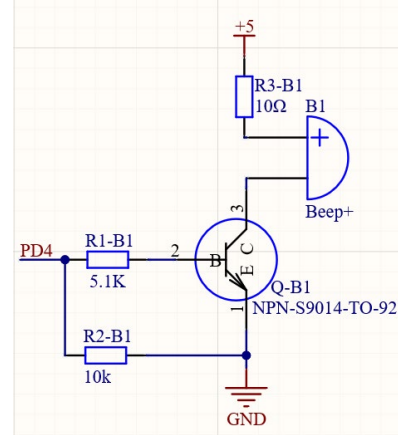 +5
R3-B1
10Ω
B1
+
Beep+
3
C
PD4
R1-B1
2
B
5.1K
E
Q-B1
1
NPN-S9014-TO-92
R2-B1
10k
GND